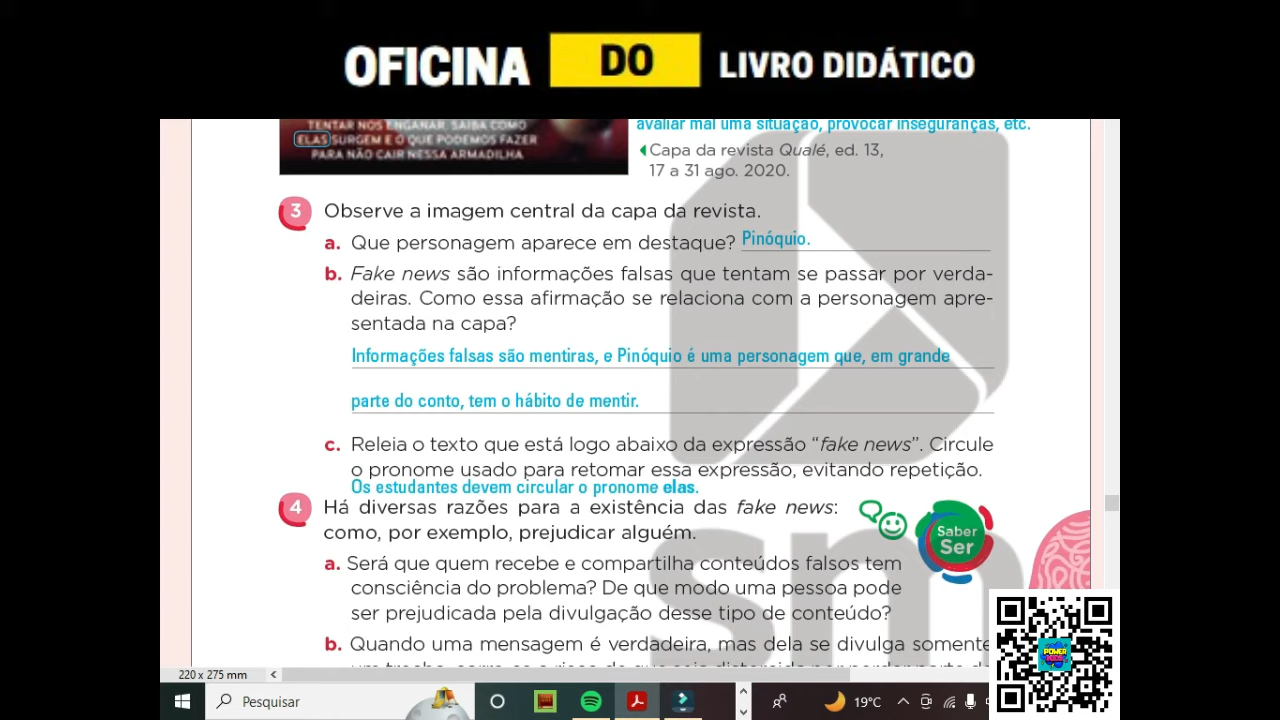 OFICINA DO LIVRO DIDÁTICO
TENTAR NOS ENGANAR. SAIBA COMO
ELAS SURGEM E O QUE PODEMOS FAZER
PARA NÃO CAIR NESSA ARMADILHA
avaliar mal uma situação, provocar inseguranças, etc.
Capa da revista Qualé, ed. 13,
17 a 31 ago. 2020.
3 Observe a imagem central da capa da revista.
a. Que personagem aparece em destaque? Pinóquio.
b. Fake news são informações falsas que tentam se passar por verda-
deiras. Como essa afirmação se relaciona com a personagem apre-
sentada na capa?
Informações falsas são mentiras, e Pinóquio é uma personagem que, em grande
parte do conto, tem o hábito de mentir.
c. Releia o texto que está logo abaixo da expressão “fake news”. Circule
o pronome usado para retomar essa expressão, evitando repetição.
Os estudantes devem circular o pronome elas.
4 Há diversas razões para a existência das fake news:
como, por exemplo, prejudicar alguém.
Saber
Ser
a. Será que quem recebe e compartilha conteúdos falsos tem
consciência do problema? De que modo uma pessoa pode
ser prejudicada pela divulgação desse tipo de conteúdo?
b. Quando uma mensagem é verdadeira, mas dela se divulga somente
sm
POWER
220 x 275 mm
Pesquisar
19°C